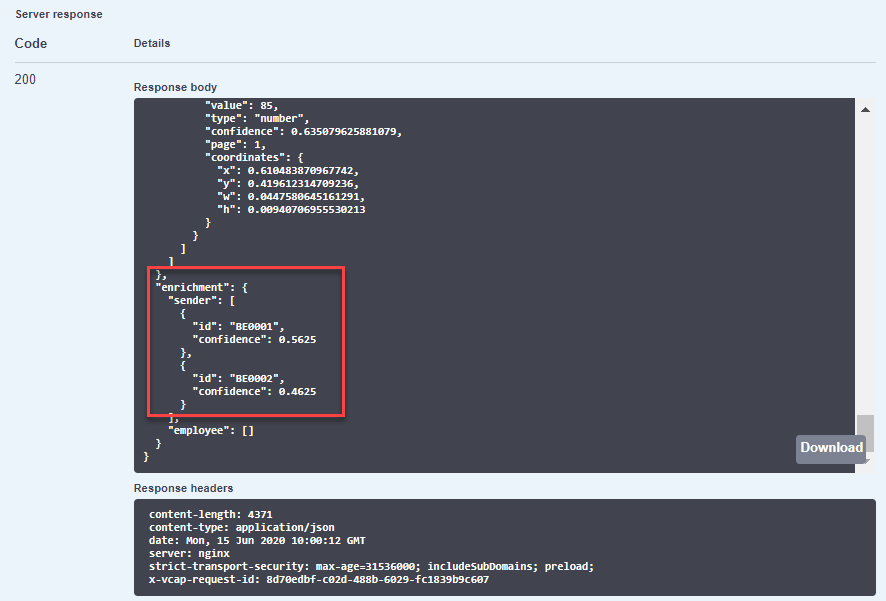 Server response
Code Details
200
Response body
"value": 85,
"type": "number",
"confidence": 0.635079625881079,
"page": 1,
"coordinates": {
"x": 0.610483870967742,
"y": 0.419612314709236,
"w": 0.0447580645161291,
"h": 0.00940706955530213
}
}
]
]
},
"enrichment": {
"sender": [
{
"id": "BE0001",
"confidence": 0.5625
},
{
"id": "BE0002",
"confidence": 0.4625
}
],
"employee": []
}
}
Download
Response headers
content-length: 4371
content-type: application/json
date: Mon, 15 Jun 2020 10:00:12 GMT
server: nginx
strict-transport-security: max-age=31536000; includeSubDomains; preload;
x-vcap-request-id: 8d70edbf-c02d-488b-6029-fc1839b9c607